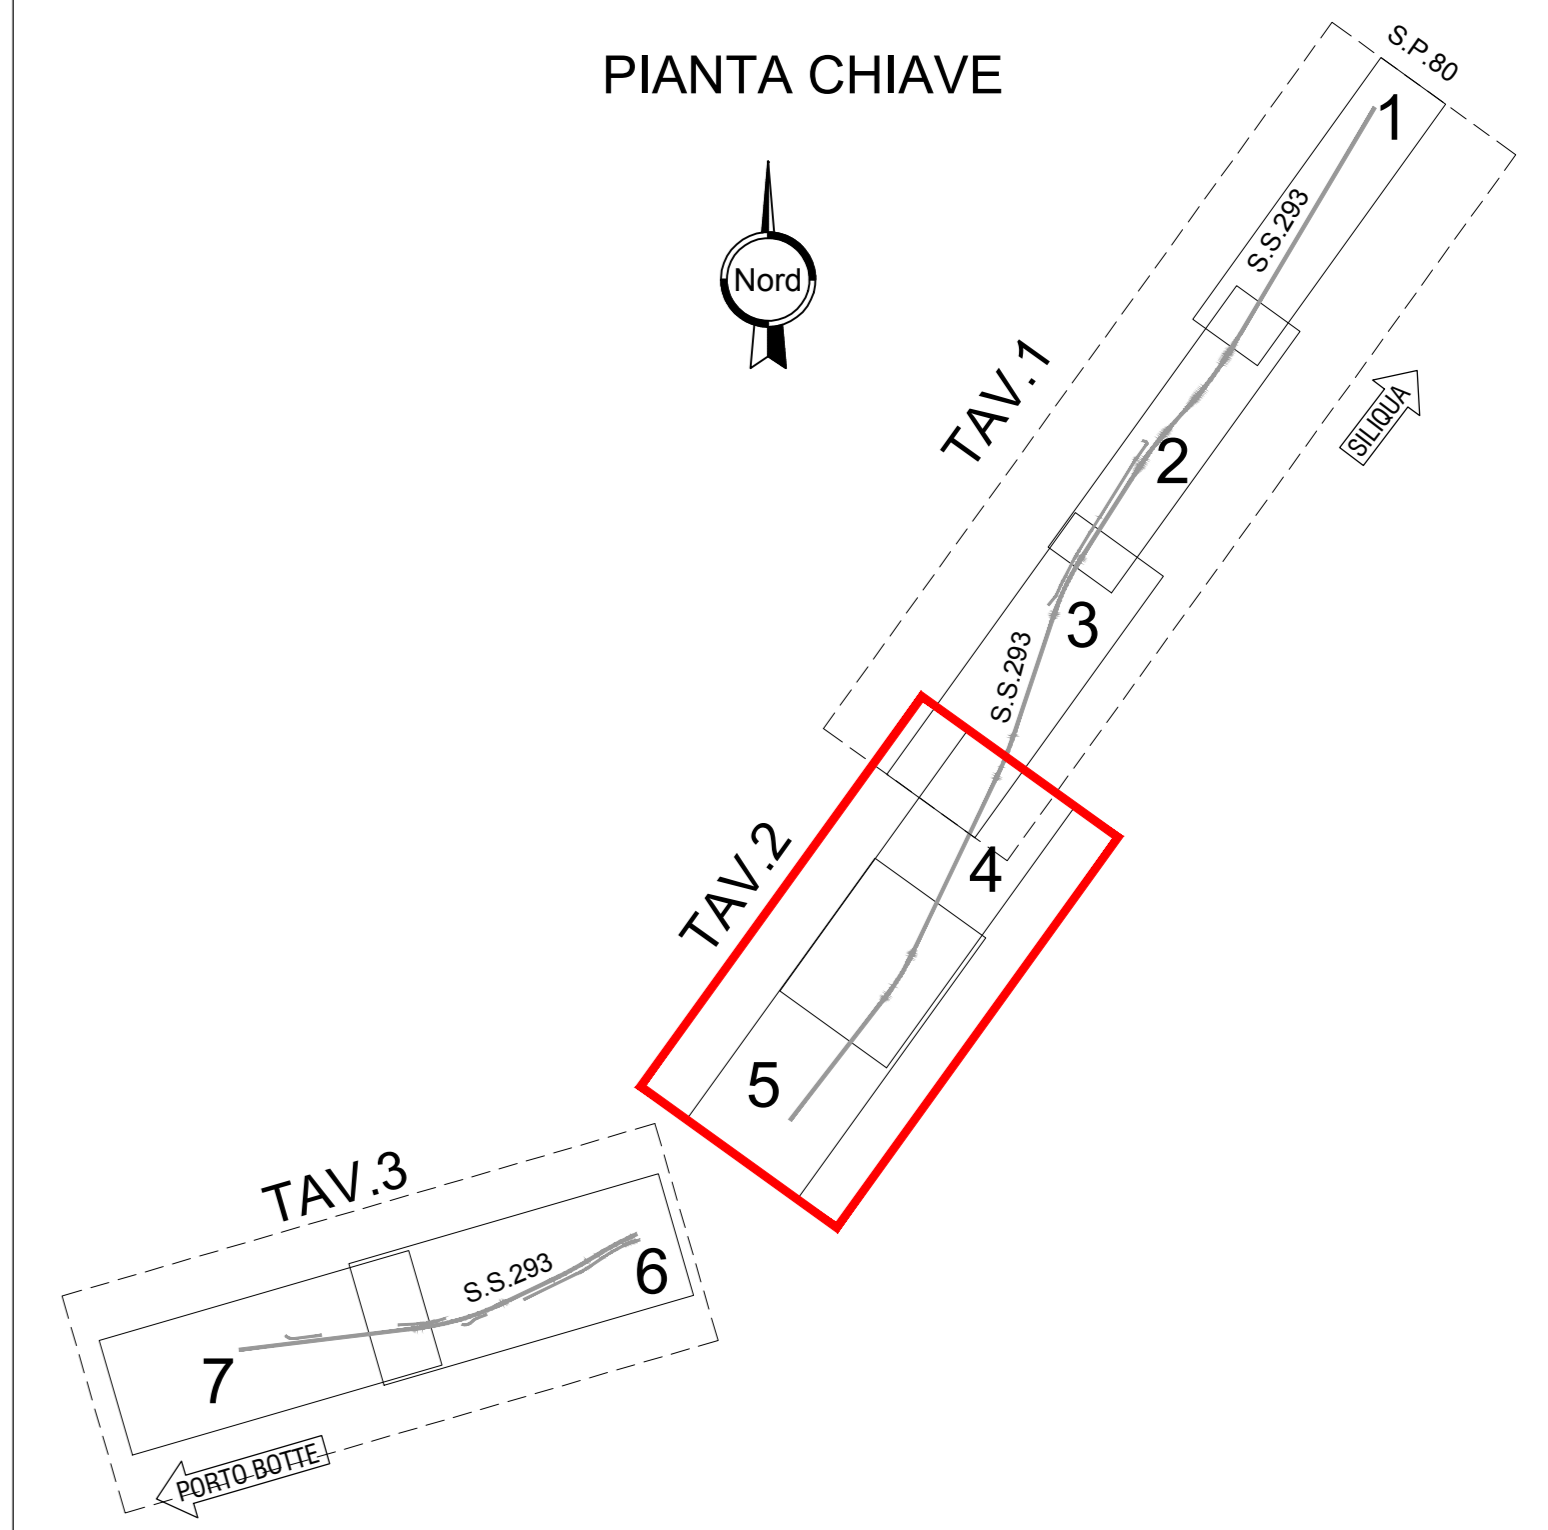 PIANTA CHIAVE
S.P.80
1
S.S.293
Nord
TAV.1
SILIQUA
2
3
S.S.293
TAV.2
4
5
TAV.3
S.S.293
6
7
PORTO BOTTE